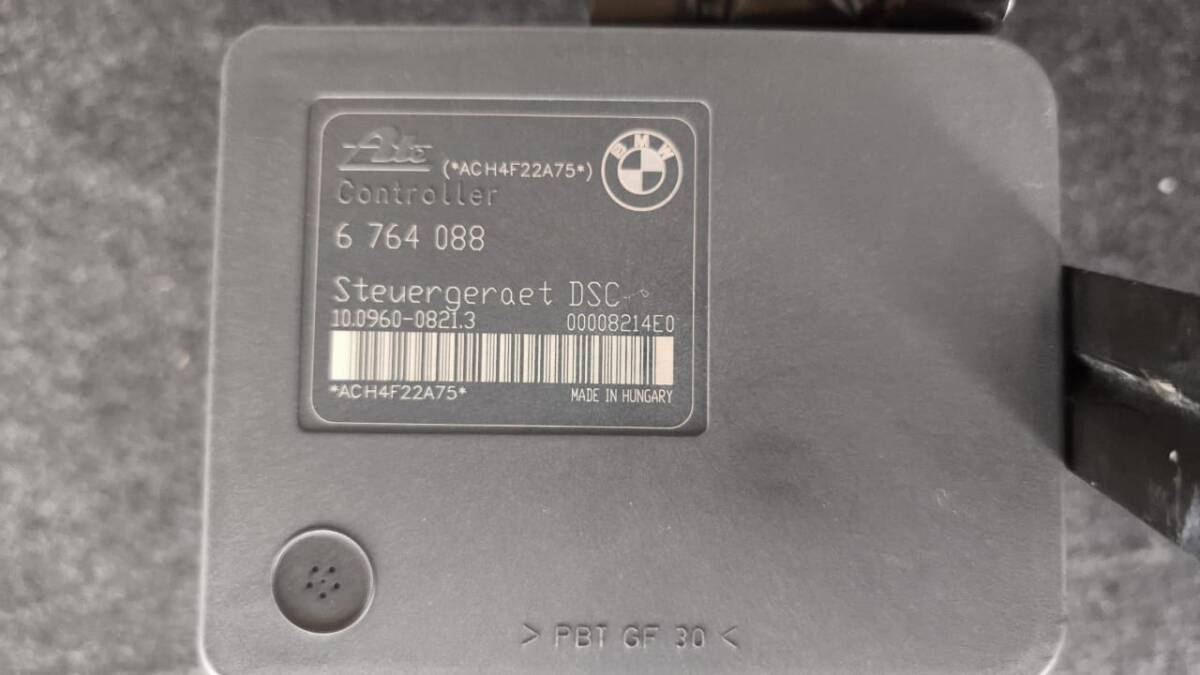 Ate (*ACH4F22A75*) BMW
Controller
6 764 088
Steuergeraet DSC
10.0960-0821.3 00008214E0
*ACH4F22A75* MADE IN HUNGARY
> PBT GF 30 <